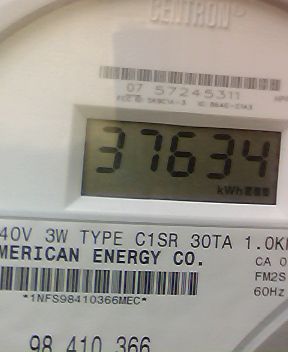 CENTRON®
07 57245311
37634
kWh
40V 3W TYPE C1SR 30TA 1.0K
MERICAN ENERGY CO.
CA 0
FM2S
60Hz
*1NFS98410366MEC*
98 410 366